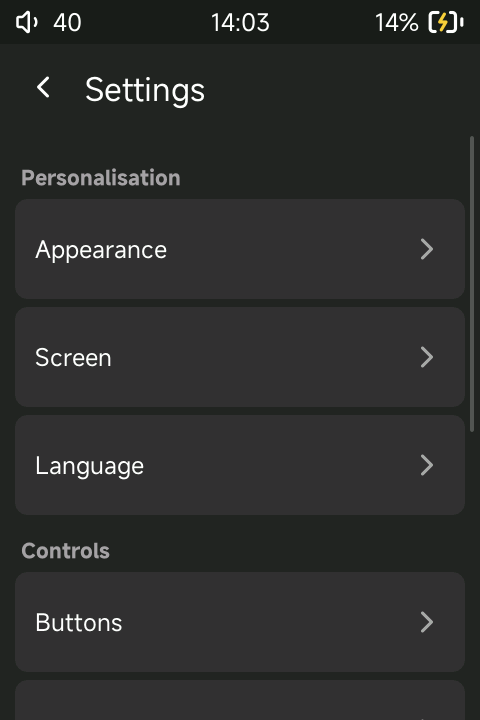 40 14:03 14%
Settings
Personalisation
Appearance
Screen
Language
Controls
Buttons